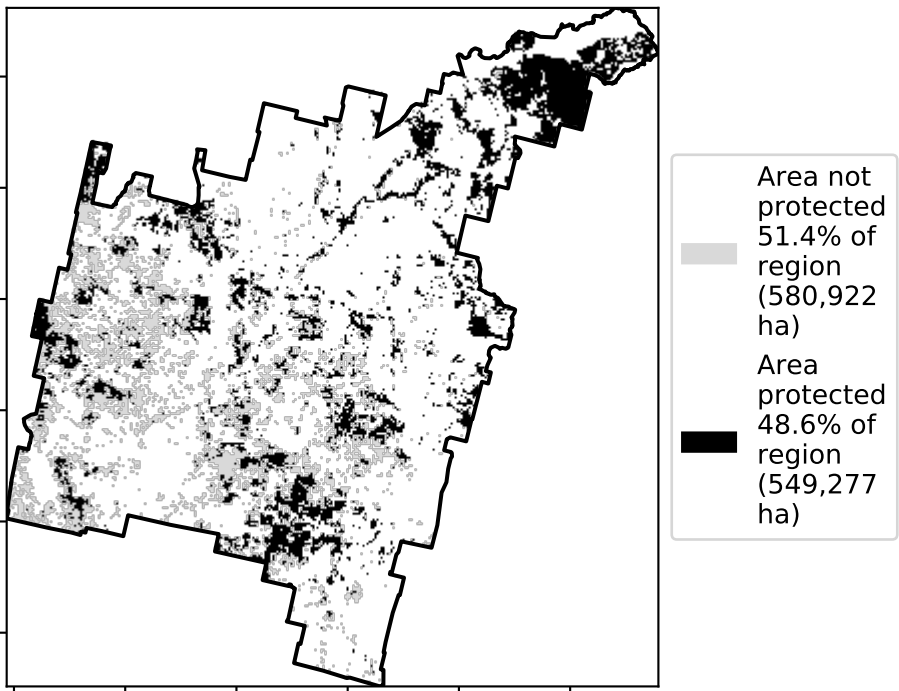 Area not
protected
51.4% of
region
(580,922
ha)
Area
protected
48.6% of
region
(549,277
ha)